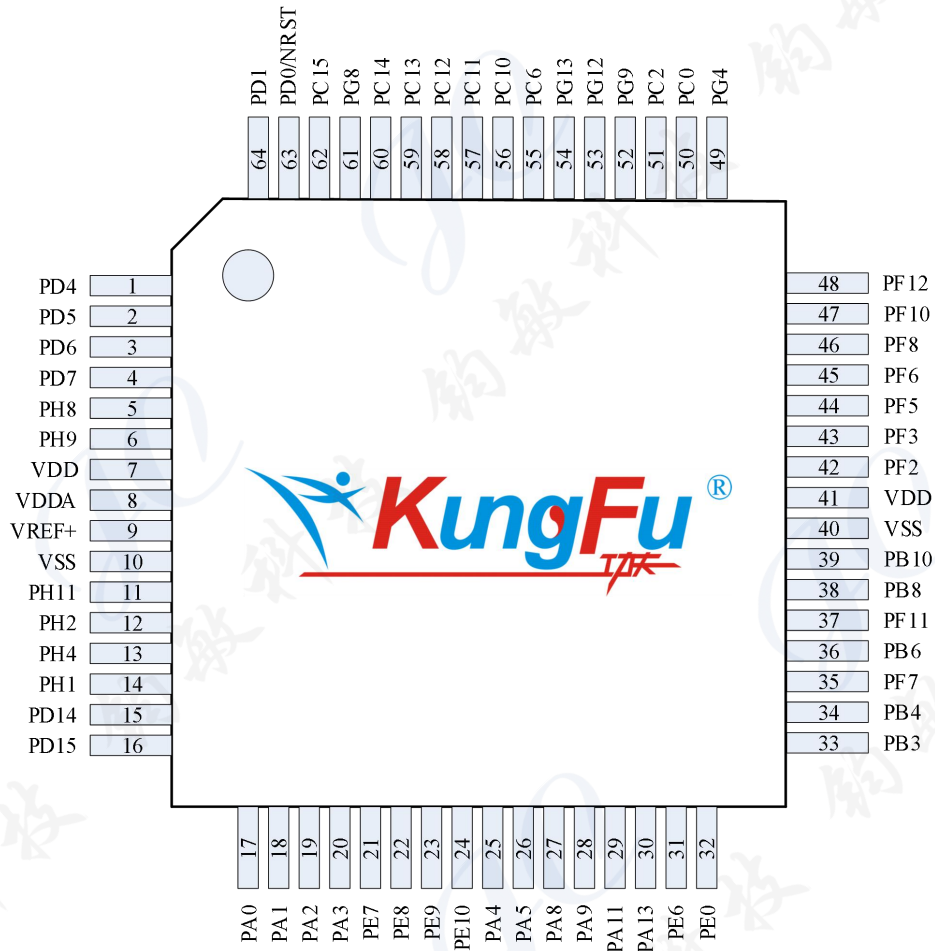 PD1 PD0/NRST PC15 PG8 PC14 PC13 PC12 PC11 PC10 PC6 PG13 PG12 PG9 PC2 PC0 PG4
64 63 62 61 60 59 58 57 56 55 54 53 52 51 50 49
PD4 1 48 PF12
PD5 2 47 PF10
PD6 3 46 PF8
PD7 4 45 PF6
PH8 5 44 PF5
PH9 6 43 PF3
VDD 7 42 PF2
VDDA 8 41 VDD
VREF+ 9 40 VSS
VSS 10 39 PB10
PH11 11 38 PB8
PH2 12 37 PF11
PH4 13 36 PB6
PH1 14 35 PF7
PD14 15 34 PB4
PD15 16 33 PB3
KungFu®
功夫
17 18 19 20 21 22 23 24 25 26 27 28 29 30 31 32
PA0 PA1 PA2 PA3 PE7 PE8 PE9 PE10 PA4 PA5 PA8 PA9 PA11 PA13 PE6 PE0